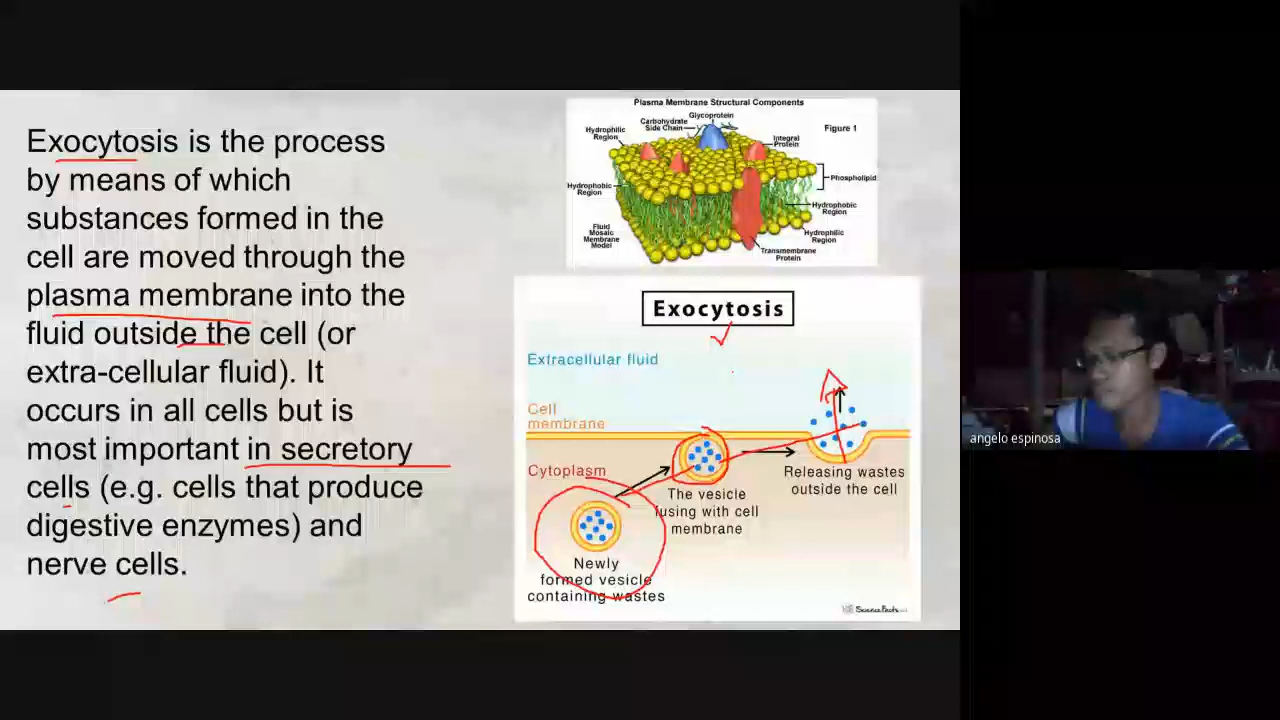 Exocytosis is the process
by means of which
substances formed in the
cell are moved through the
plasma membrane into the
fluid outside the cell (or
extra-cellular fluid). It
occurs in all cells but is
most important in secretory
cells (e.g. cells that produce
digestive enzymes) and
nerve cells.
Plasma Membrane Structural Components
Glycoprotein
Carbohydrate
Side Chain
Figure 1
Hydrophilic
Region
Integral
Protein
Phospholipid
Hydrophobic
Region
Hydrophobic
Region
Fluid
Mosaic
Membrane
Model
Hydrophilic
Region
Transmembrane
Protein
Exocytosis
Extracellular fluid
Cell
membrane
Cytoplasm
Releasing wastes
outside the cell
The vesicle
fusing with cell
membrane
Newly
formed vesicle
containing wastes
angelo espinosa